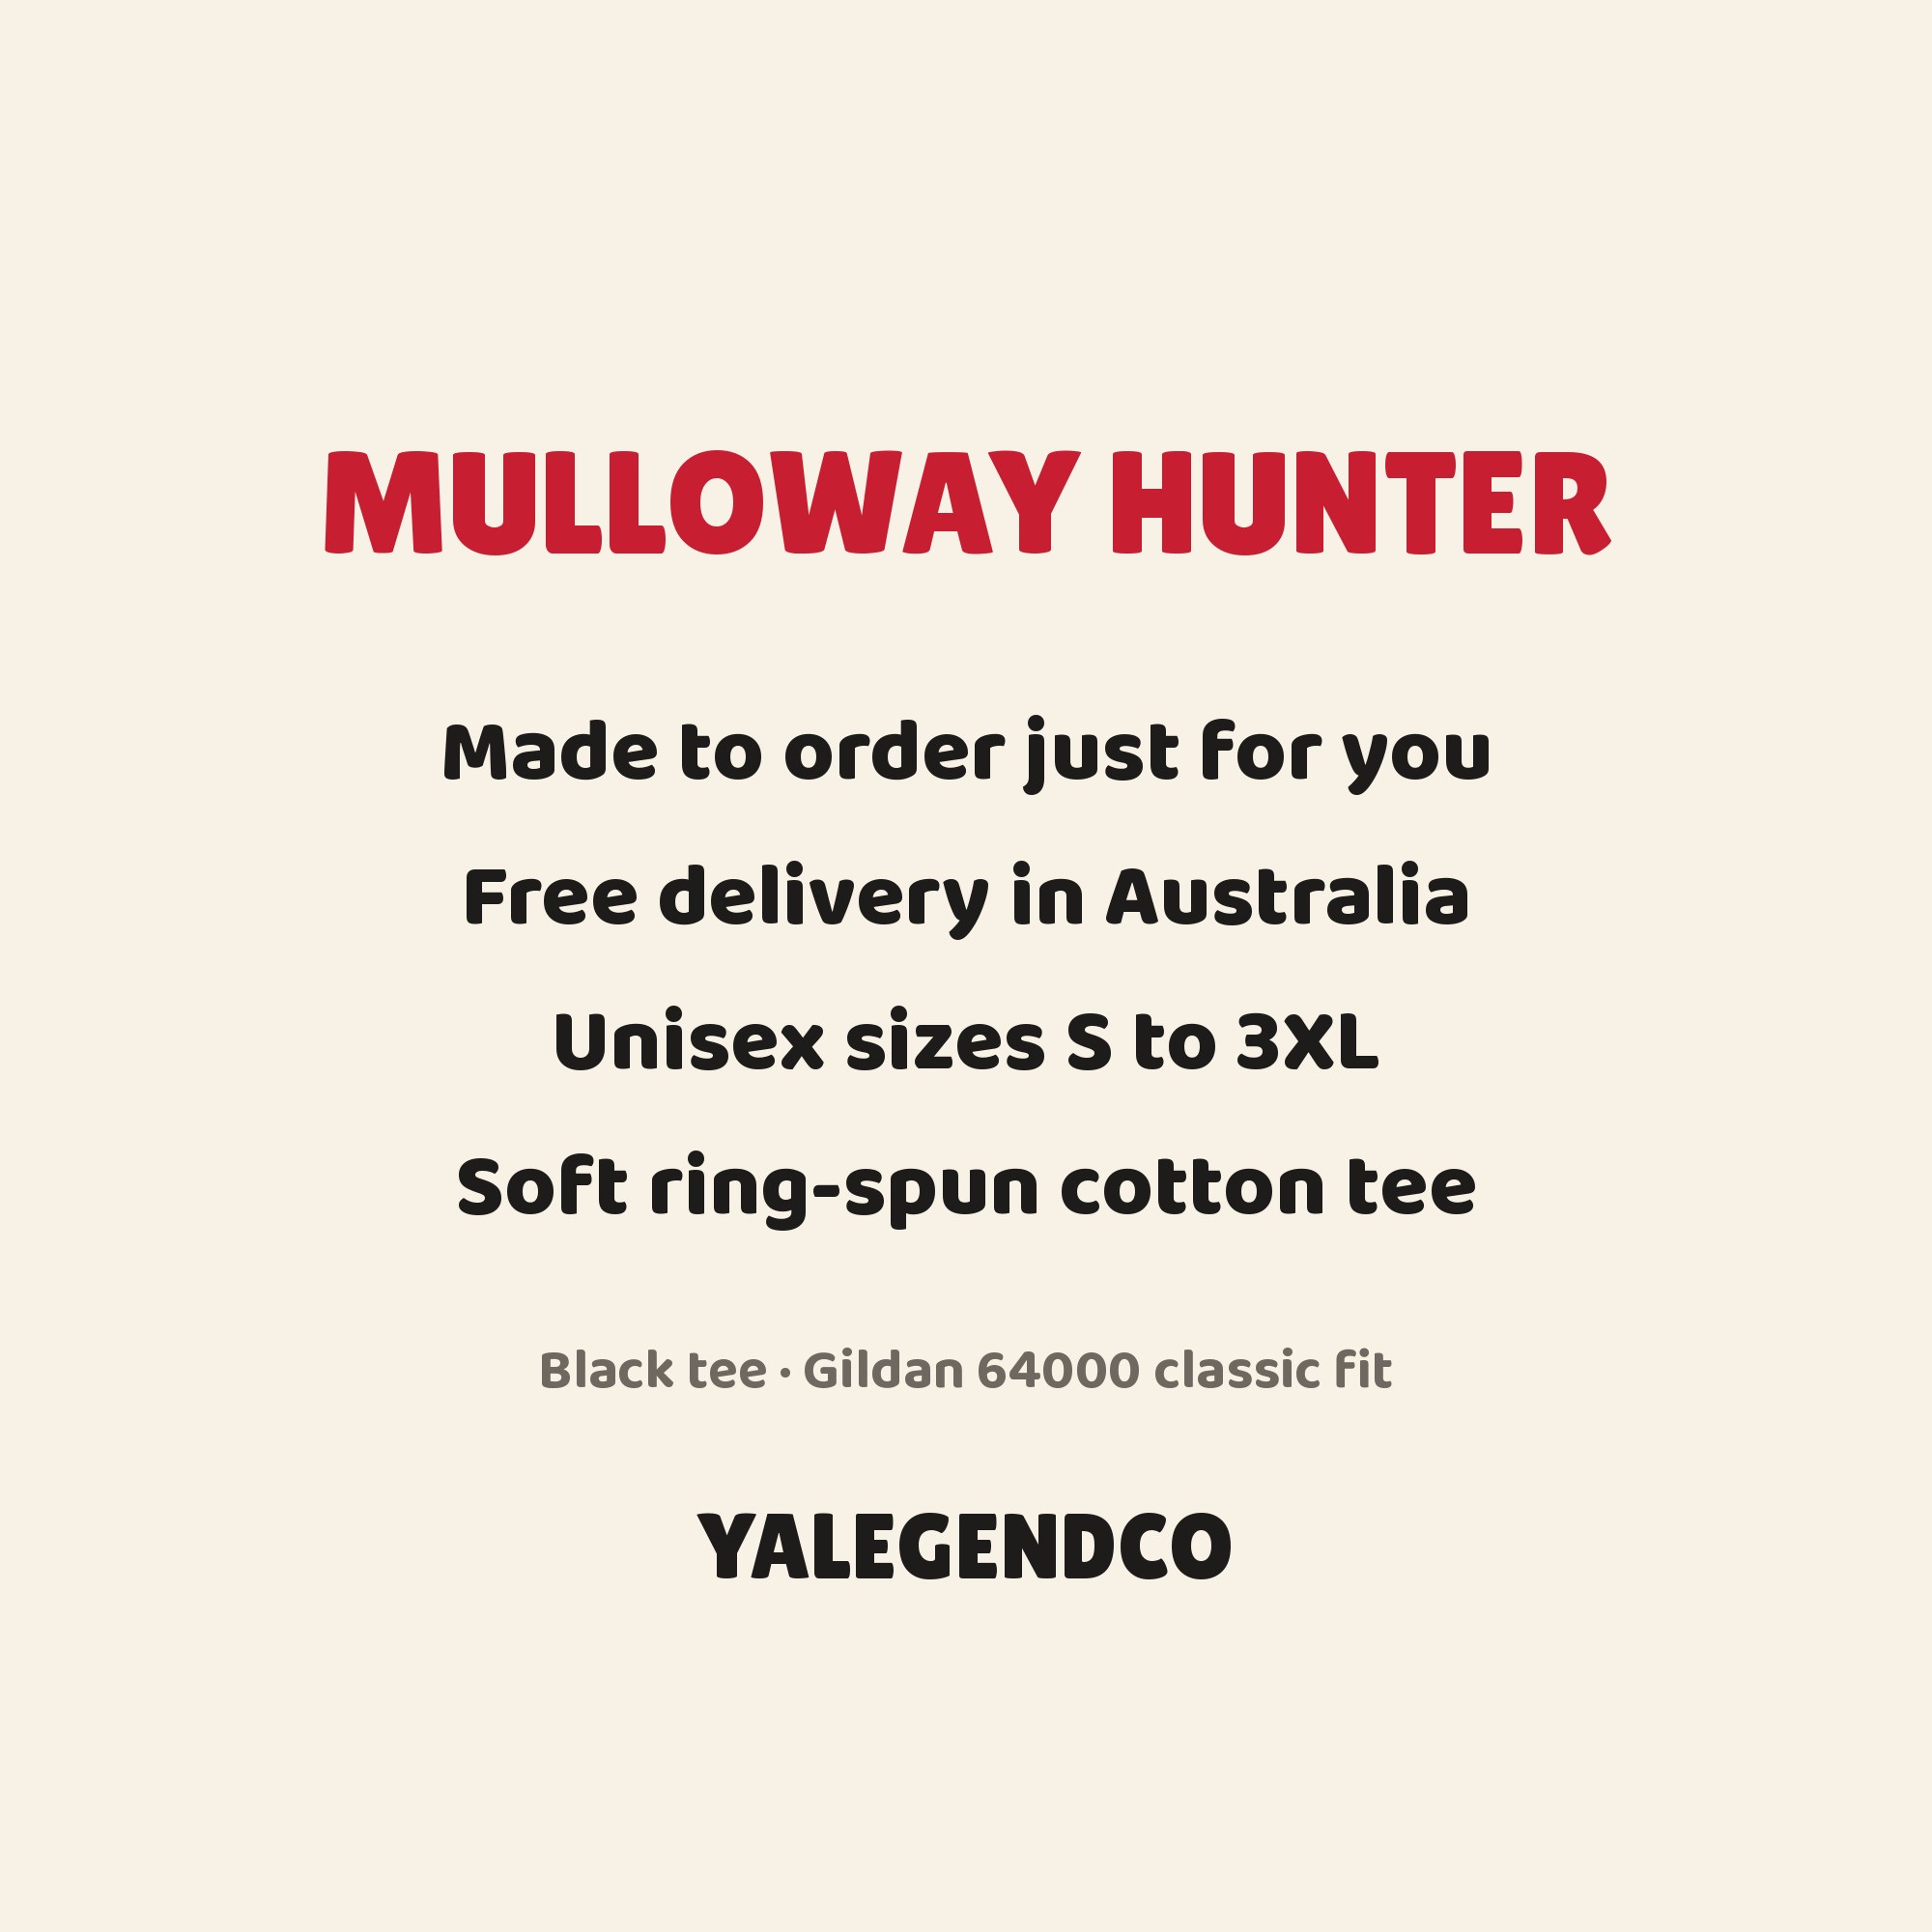 MULLOWAY HUNTER
Made to order just for you
Free delivery in Australia
Unisex sizes S to 3XL
Soft ring-spun cotton tee
Black tee • Gildan 64000 classic fit
YALEGENDCO